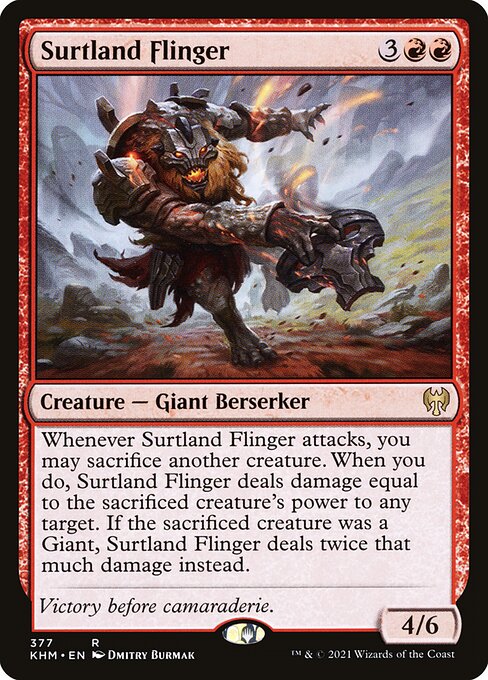 Surtland Flinger 3
Creature — Giant Berserker
Whenever Surtland Flinger attacks, you
may sacrifice another creature. When you
do, Surtland Flinger deals damage equal
to the sacrificed creature's power to any
target. If the sacrificed creature was a
Giant, Surtland Flinger deals twice that
much damage instead.
Victory before camaraderie.
4/6
377 R
KHM • EN Dmitry Burmak ™ & © 2021 Wizards of the Coast